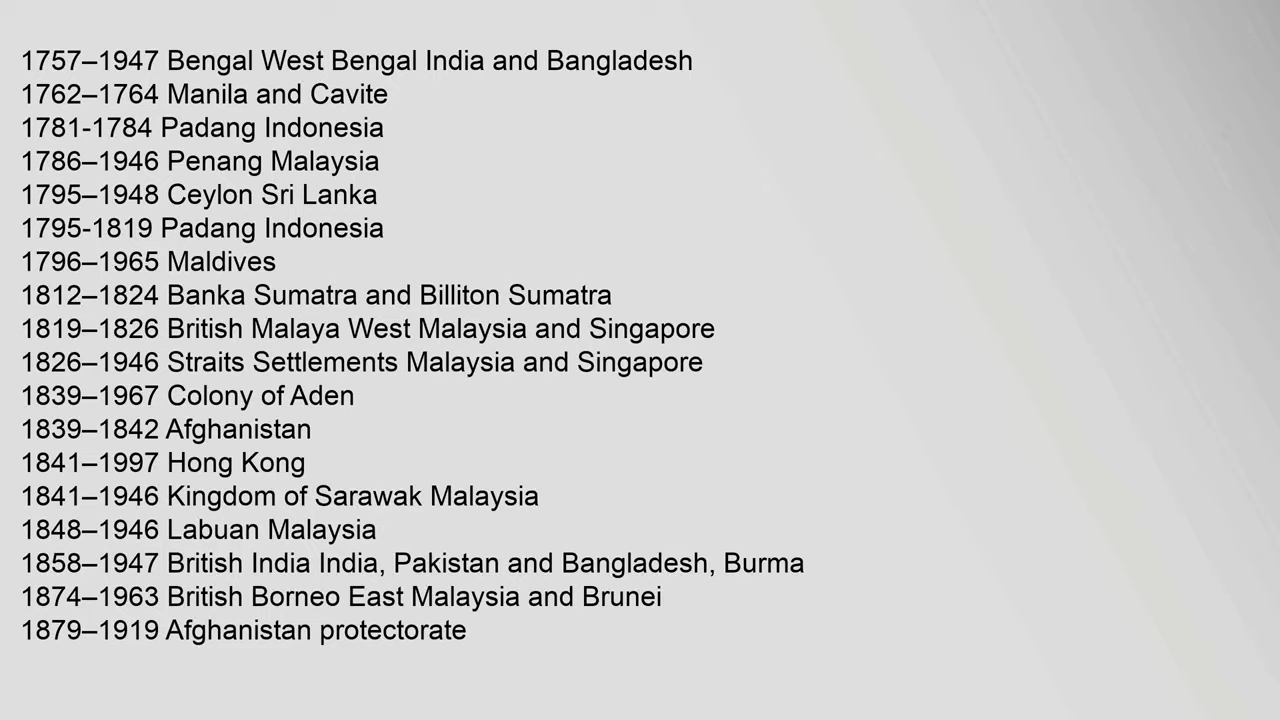 1757–1947 Bengal West Bengal India and Bangladesh
1762–1764 Manila and Cavite
1781-1784 Padang Indonesia
1786–1946 Penang Malaysia
1795–1948 Ceylon Sri Lanka
1795-1819 Padang Indonesia
1796–1965 Maldives
1812–1824 Banka Sumatra and Billiton Sumatra
1819–1826 British Malaya West Malaysia and Singapore
1826–1946 Straits Settlements Malaysia and Singapore
1839–1967 Colony of Aden
1839–1842 Afghanistan
1841–1997 Hong Kong
1841–1946 Kingdom of Sarawak Malaysia
1848–1946 Labuan Malaysia
1858–1947 British India India, Pakistan and Bangladesh, Burma
1874–1963 British Borneo East Malaysia and Brunei
1879–1919 Afghanistan protectorate